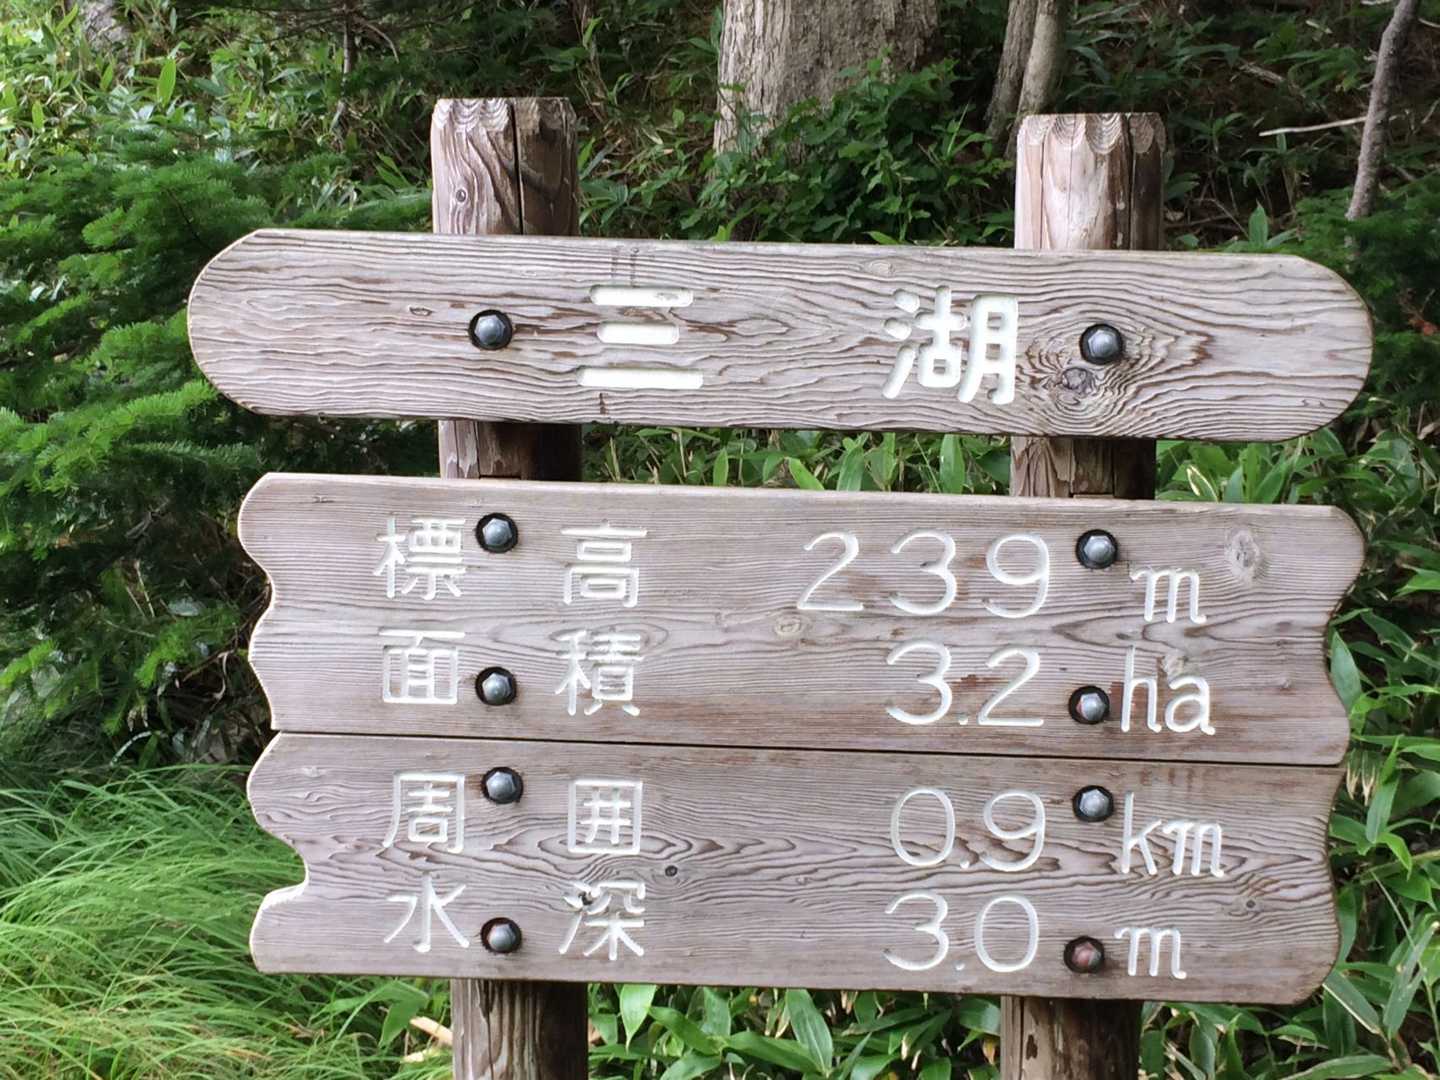 三湖
標高 239 m
面積 3.2 ha
周囲 0.9 km
水深 3.0 m